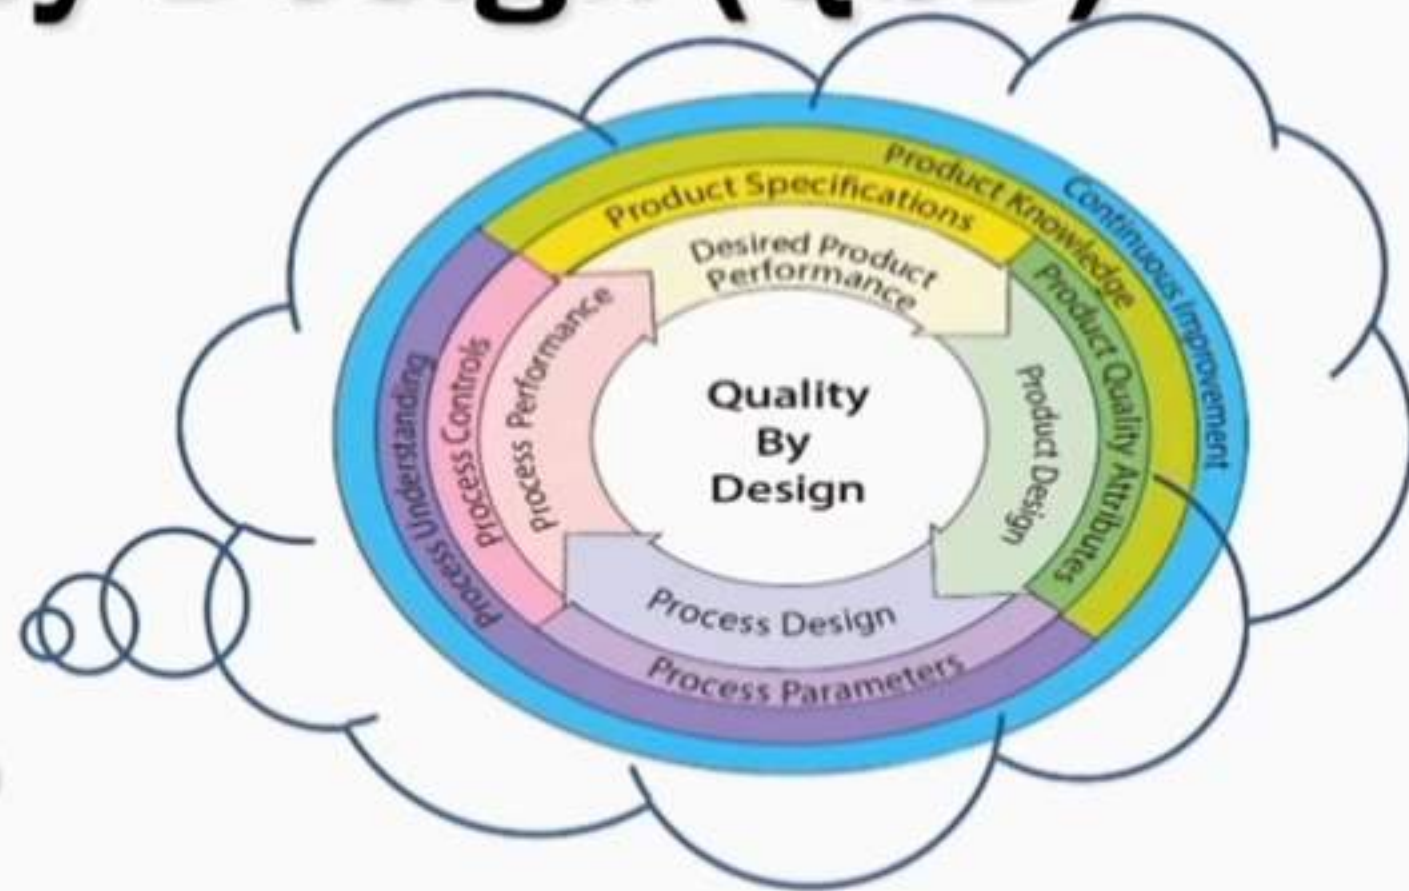 Continuous Improvement
Product Knowledge
Product Specifications
Desired Product
Performance
Product Quality Attributes
Product Design
Process Understanding
Process Controls
Process Performance
Quality
By
Design
Process Design
Process Parameters